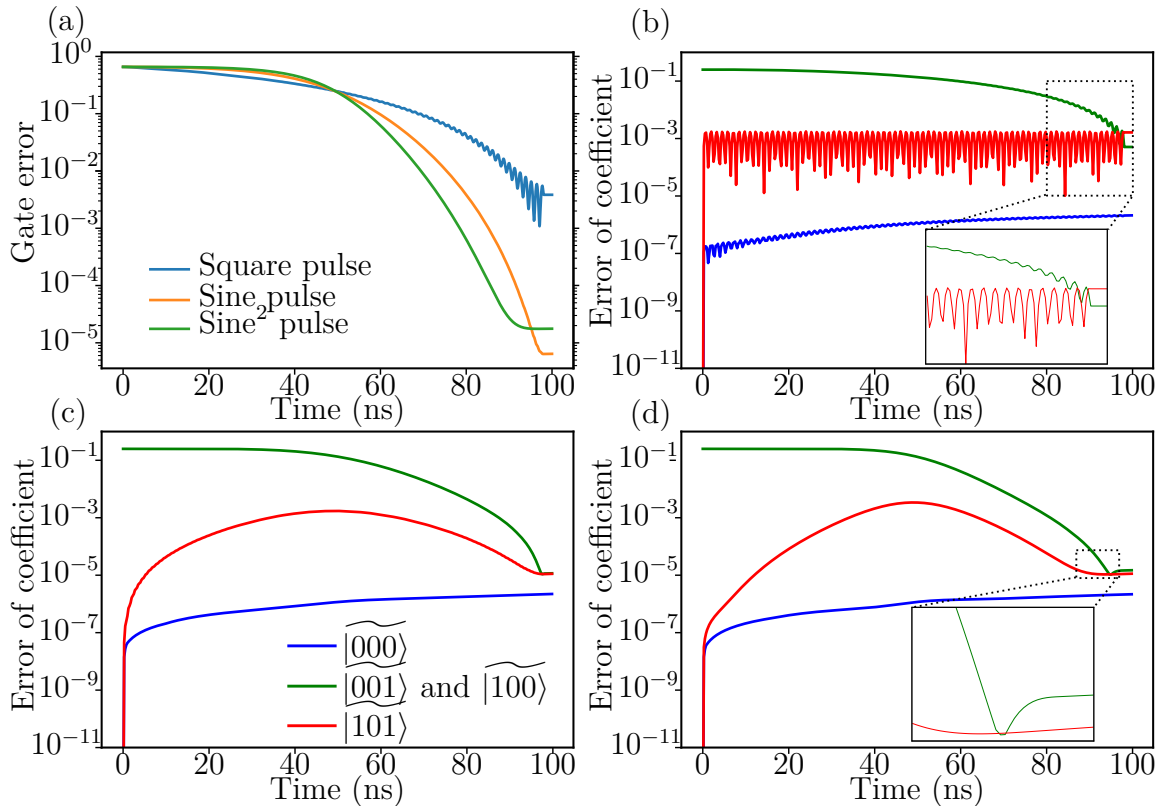 (a)
Gate error
10⁰
10⁻¹
10⁻²
10⁻³
10⁻⁴
10⁻⁵
Square pulse
Sine pulse
Sine² pulse
0 20 40 60 80 100
Time (ns)
(b)
Error of coefficient
10⁻¹
10⁻³
10⁻⁵
10⁻⁷
10⁻⁹
10⁻¹¹
0 20 40 60 80 100
Time (ns)
(c)
Error of coefficient
10⁻¹
10⁻³
10⁻⁵
10⁻⁷
10⁻⁹
10⁻¹¹
|000⟩
|001⟩ and |100⟩
|101⟩
0 20 40 60 80 100
Time (ns)
(d)
Error of coefficient
10⁻¹
10⁻³
10⁻⁵
10⁻⁷
10⁻⁹
10⁻¹¹
0 20 40 60 80 100
Time (ns)